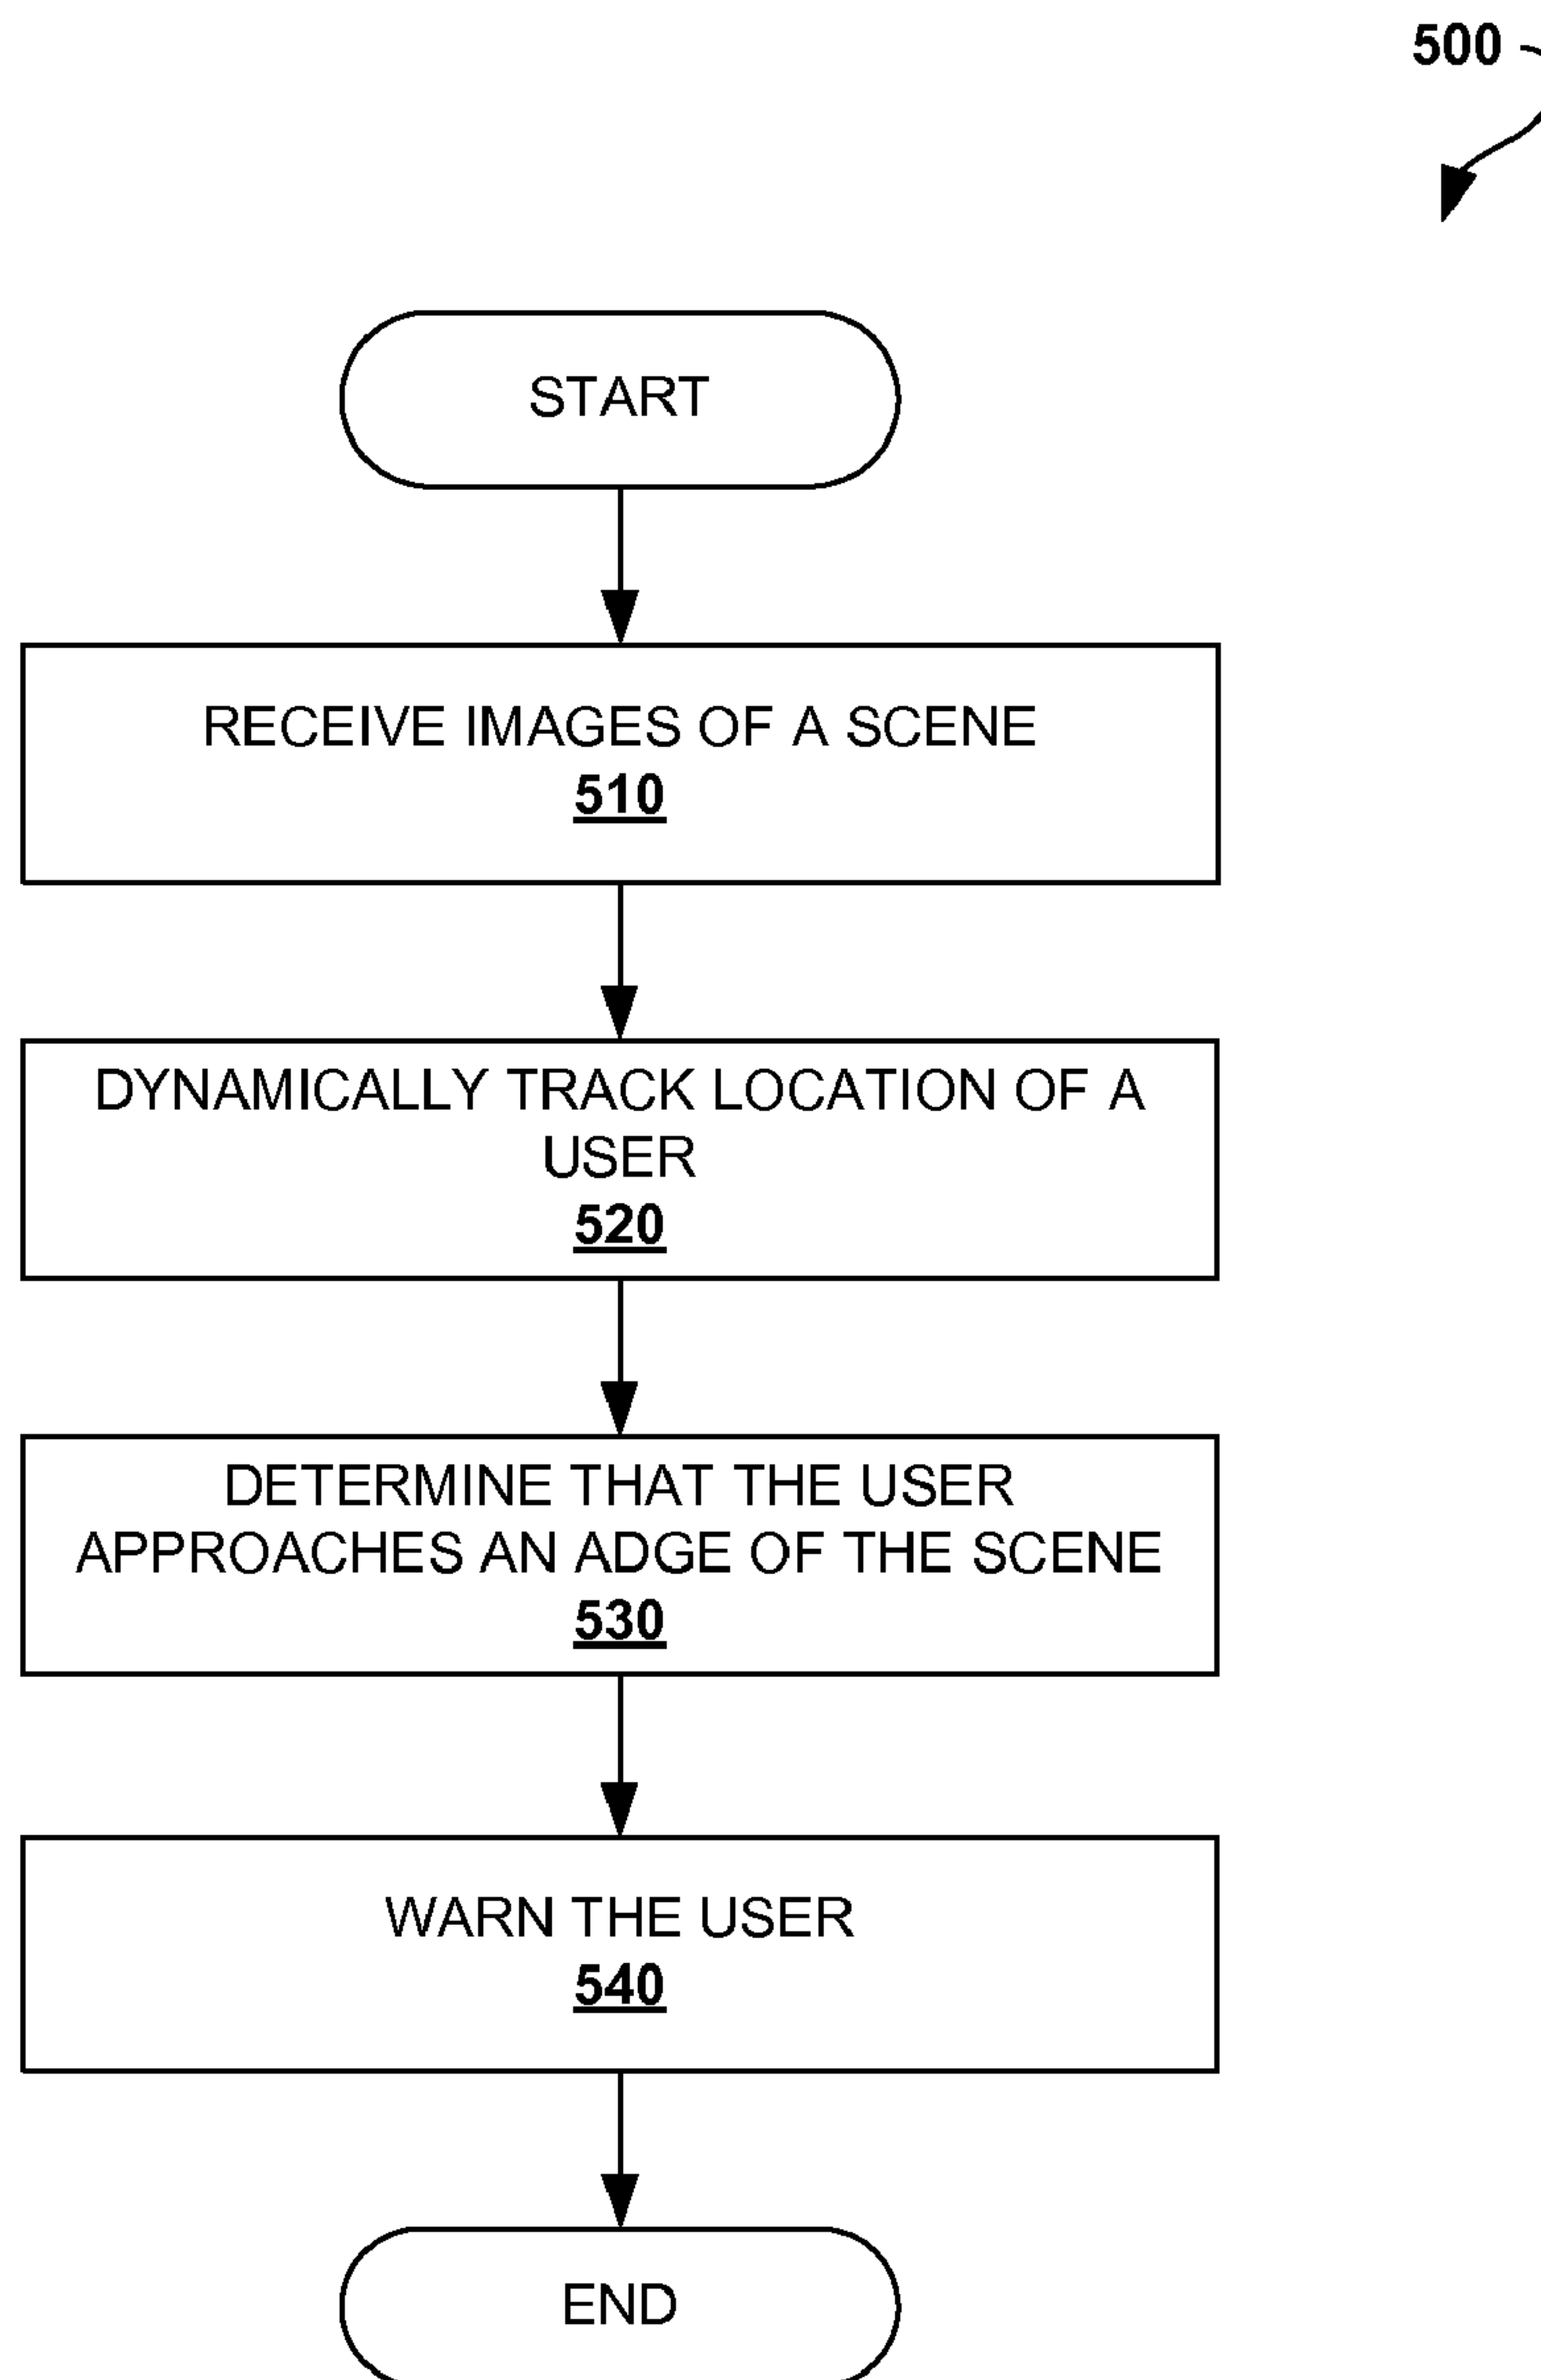 500
START
RECEIVE IMAGES OF A SCENE
510
DYNAMICALLY TRACK LOCATION OF A
USER
520
DETERMINE THAT THE USER
APPROACHES AN ADGE OF THE SCENE
530
WARN THE USER
540
END